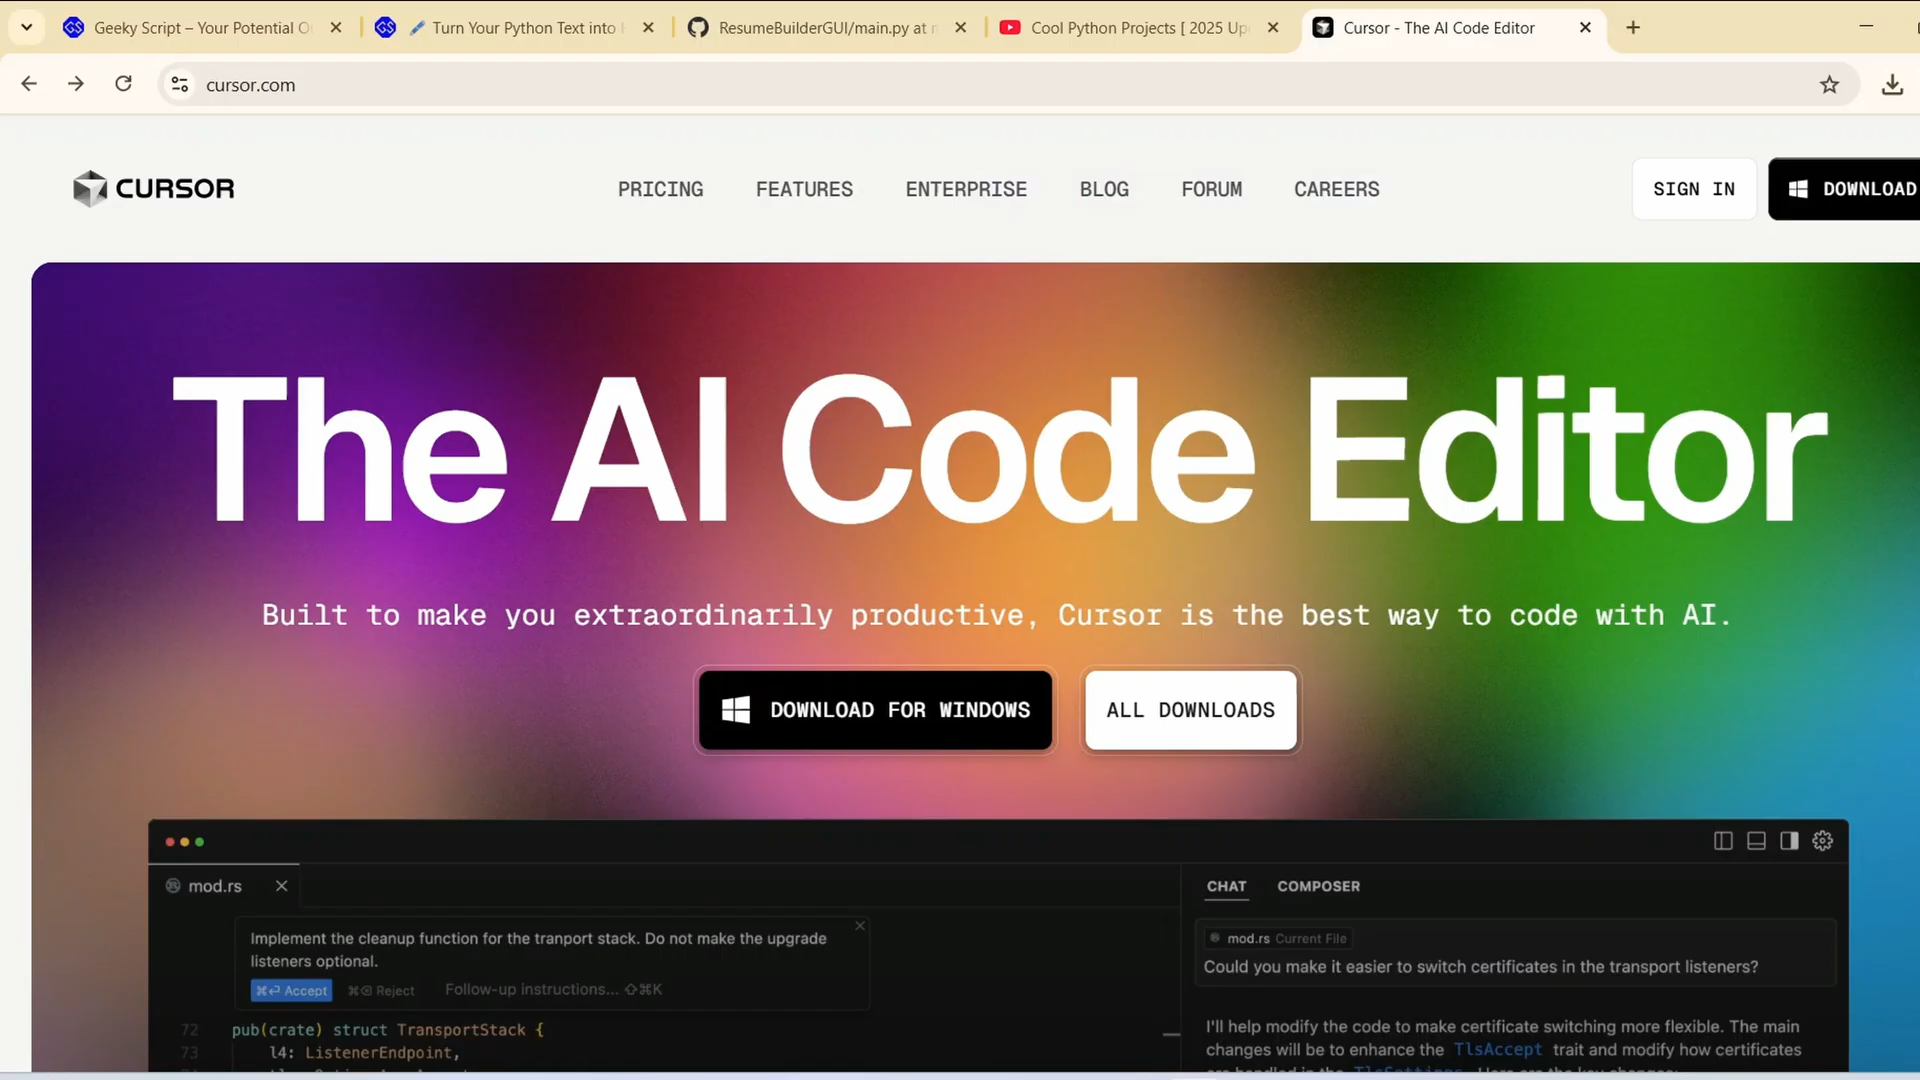 Geeky Script – Your Potential O
Turn Your Python Text into
ResumeBuilderGUI/main.py at
Cool Python Projects [ 2025 Up
Cursor - The AI Code Editor
cursor.com
CURSOR
PRICING
FEATURES
ENTERPRISE
BLOG
FORUM
CAREERS
SIGN IN
DOWNLOAD
The AI Code Editor
Built to make you extraordinarily productive, Cursor is the best way to code with AI.
DOWNLOAD FOR WINDOWS
ALL DOWNLOADS
mod.rs
Implement the cleanup function for the tranport stack. Do not make the upgrade
listeners optional.
⌘⏎ Accept ⌘⌫ Reject Follow-up instructions... ⇧⌘K
72 pub(crate) struct TransportStack {
73 l4: ListenerEndpoint,
CHAT COMPOSER
mod.rs Current File
Could you make it easier to switch certificates in the transport listeners?
I'll help modify the code to make certificate switching more flexible. The main
changes will be to enhance the TlsAccept trait and modify how certificates